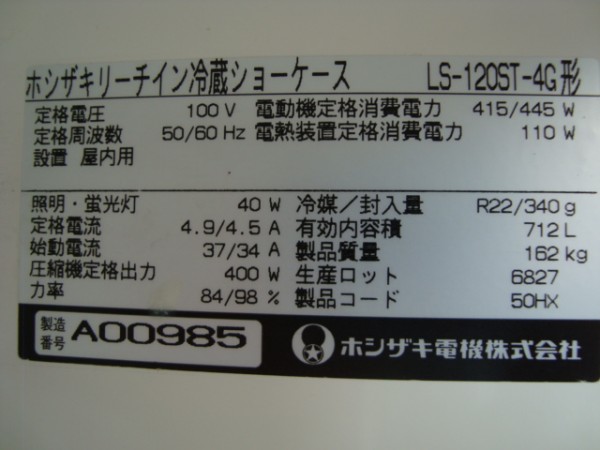 ホシザキリーチイン冷蔵ショーケース LS-120ST-4G形
定格電圧 100 V 電動機定格消費電力 415/445 W
定格周波数 50/60 Hz 電熱装置定格消費電力 110 W
設置 屋内用
照明・蛍光灯 40 W 冷媒/封入量 R22/340 g
定格電流 4.9/4.5 A 有効内容積 712 L
始動電流 37/34 A 製品質量 162 kg
圧縮機定格出力 400 W 生産ロット 6827
力率 84/98 % 製品コード 50HX
製造番号 A00985 ホシザキ電機株式会社